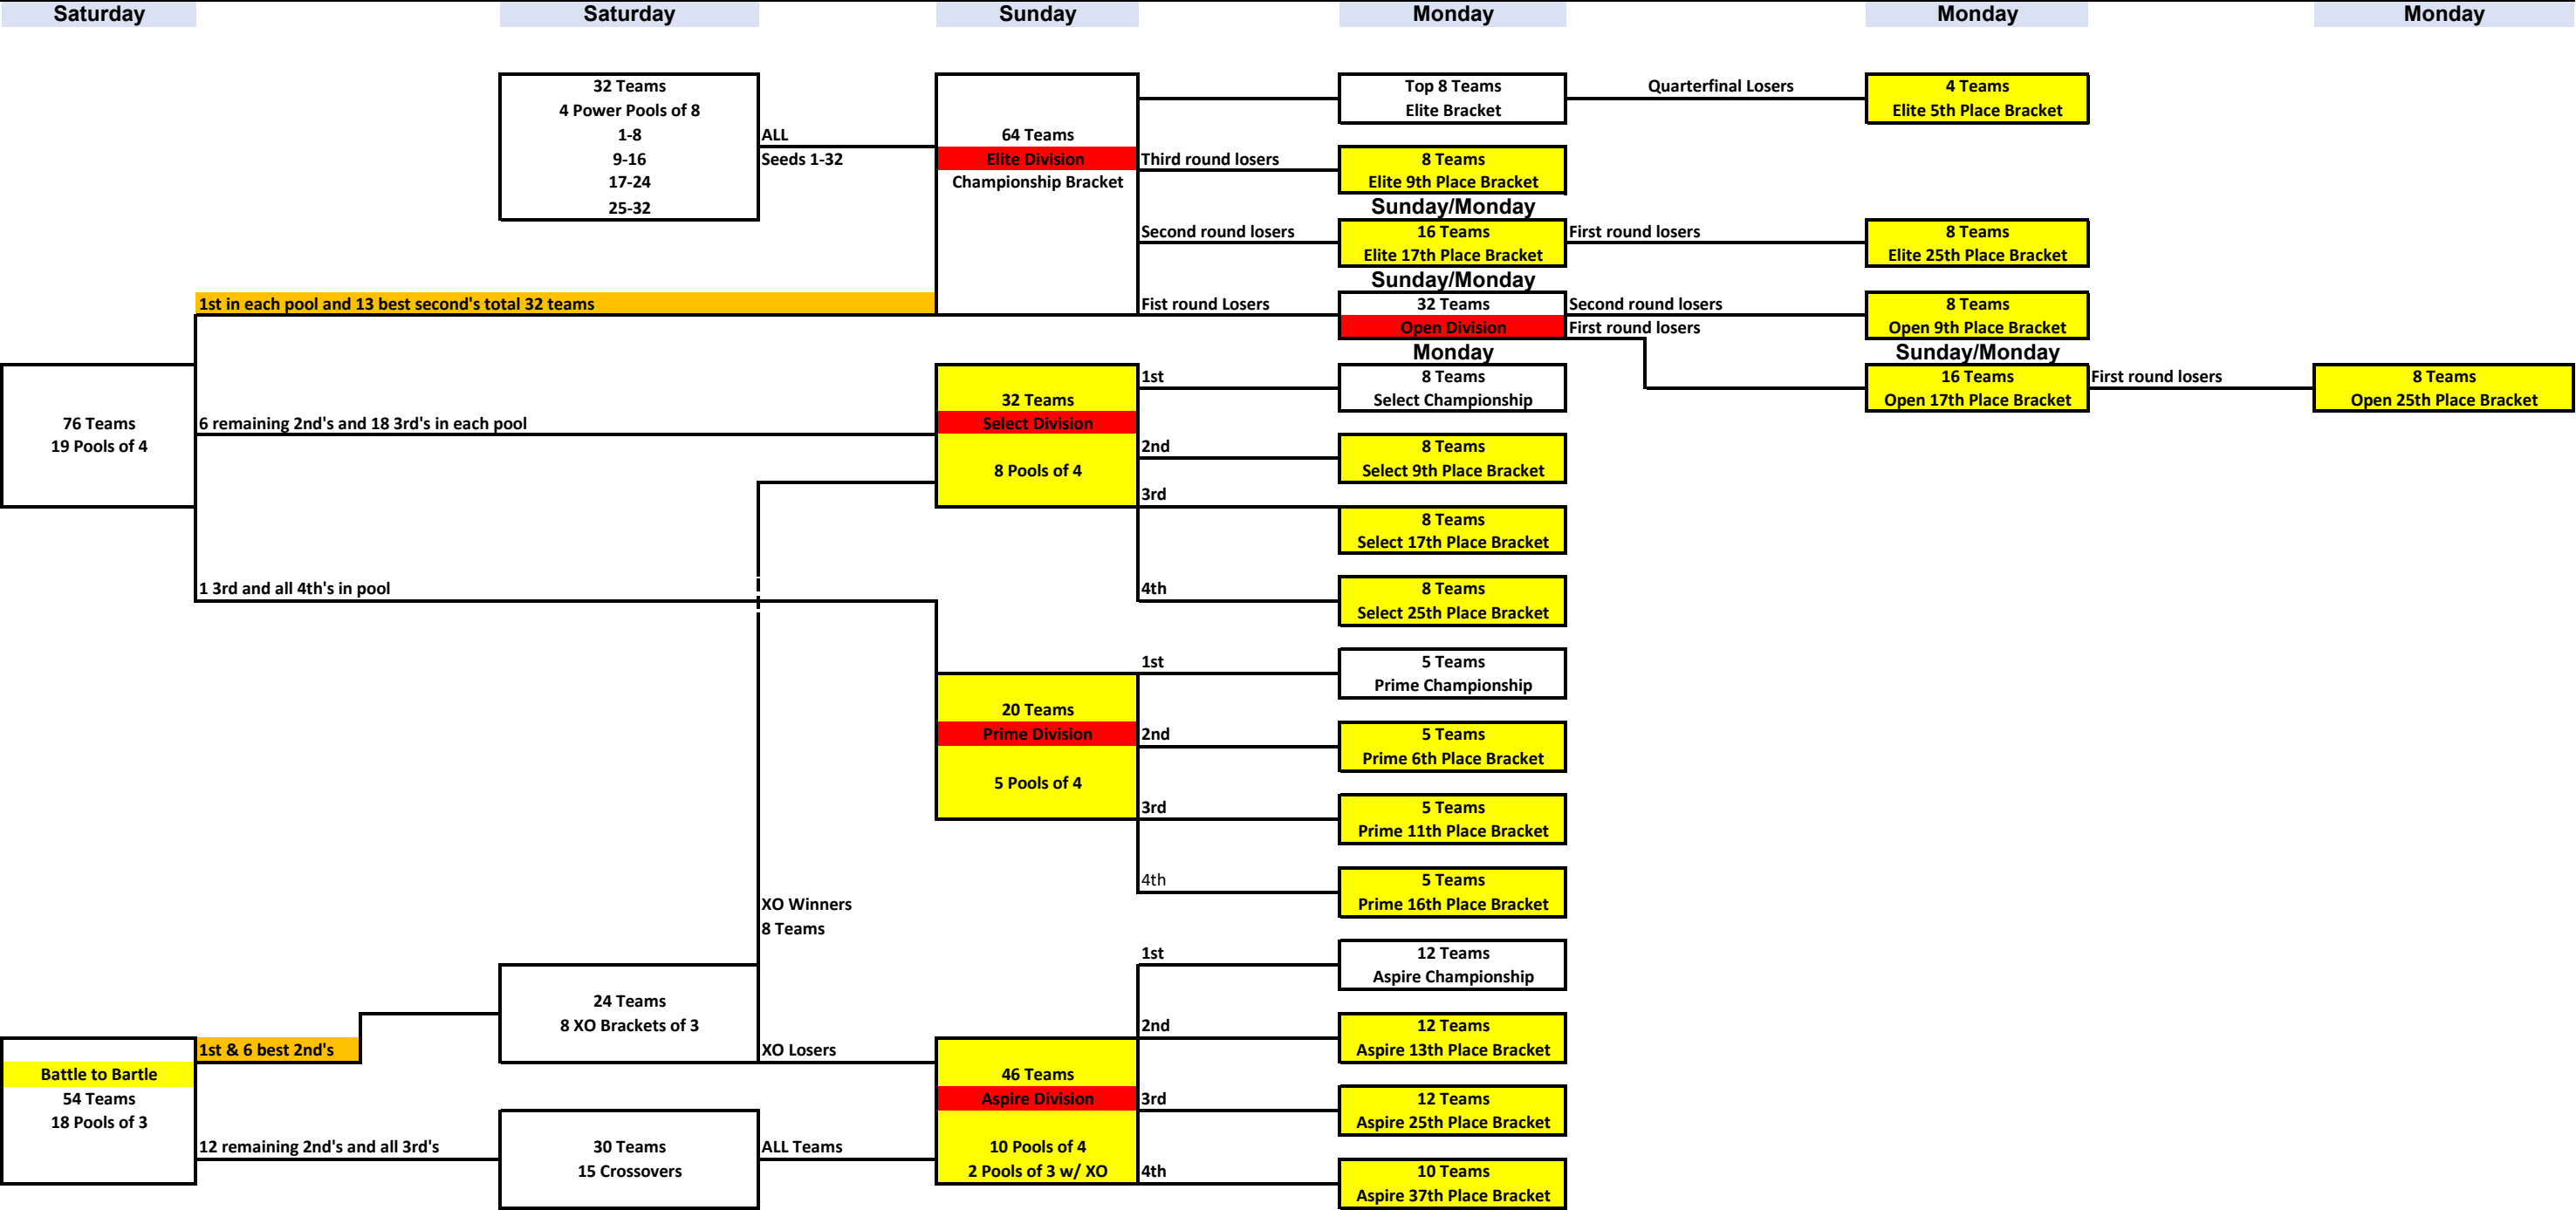 Saturday
Saturday
Sunday
Monday
Monday
Monday
32 Teams
4 Power Pools of 8
1-8
9-16
17-24
25-32
ALL
Seeds 1-32
64 Teams
Elite Division
Championship Bracket
Top 8 Teams
Elite Bracket
Quarterfinal Losers
4 Teams
Elite 5th Place Bracket
Third round losers
8 Teams
Elite 9th Place Bracket
Sunday/Monday
Second round losers
16 Teams
Elite 17th Place Bracket
First round losers
8 Teams
Elite 25th Place Bracket
Sunday/Monday
1st in each pool and 13 best second's total 32 teams
Fist round Losers
32 Teams
Open Division
Second round losers
First round losers
8 Teams
Open 9th Place Bracket
Monday
Sunday/Monday
76 Teams
19 Pools of 4
6 remaining 2nd's and 18 3rd's in each pool
32 Teams
Select Division
8 Pools of 4
1st
8 Teams
Select Championship
16 Teams
Open 17th Place Bracket
First round losers
8 Teams
Open 25th Place Bracket
2nd
8 Teams
Select 9th Place Bracket
3rd
8 Teams
Select 17th Place Bracket
1 3rd and all 4th's in pool
4th
8 Teams
Select 25th Place Bracket
20 Teams
Prime Division
5 Pools of 4
1st
5 Teams
Prime Championship
2nd
5 Teams
Prime 6th Place Bracket
3rd
5 Teams
Prime 11th Place Bracket
4th
5 Teams
Prime 16th Place Bracket
XO Winners
8 Teams
24 Teams
8 XO Brackets of 3
1st
12 Teams
Aspire Championship
1st & 6 best 2nd's
XO Losers
2nd
12 Teams
Aspire 13th Place Bracket
Battle to Bartle
54 Teams
18 Pools of 3
46 Teams
Aspire Division
10 Pools of 4
2 Pools of 3 w/ XO
3rd
12 Teams
Aspire 25th Place Bracket
12 remaining 2nd's and all 3rd's
30 Teams
15 Crossovers
ALL Teams
4th
10 Teams
Aspire 37th Place Bracket